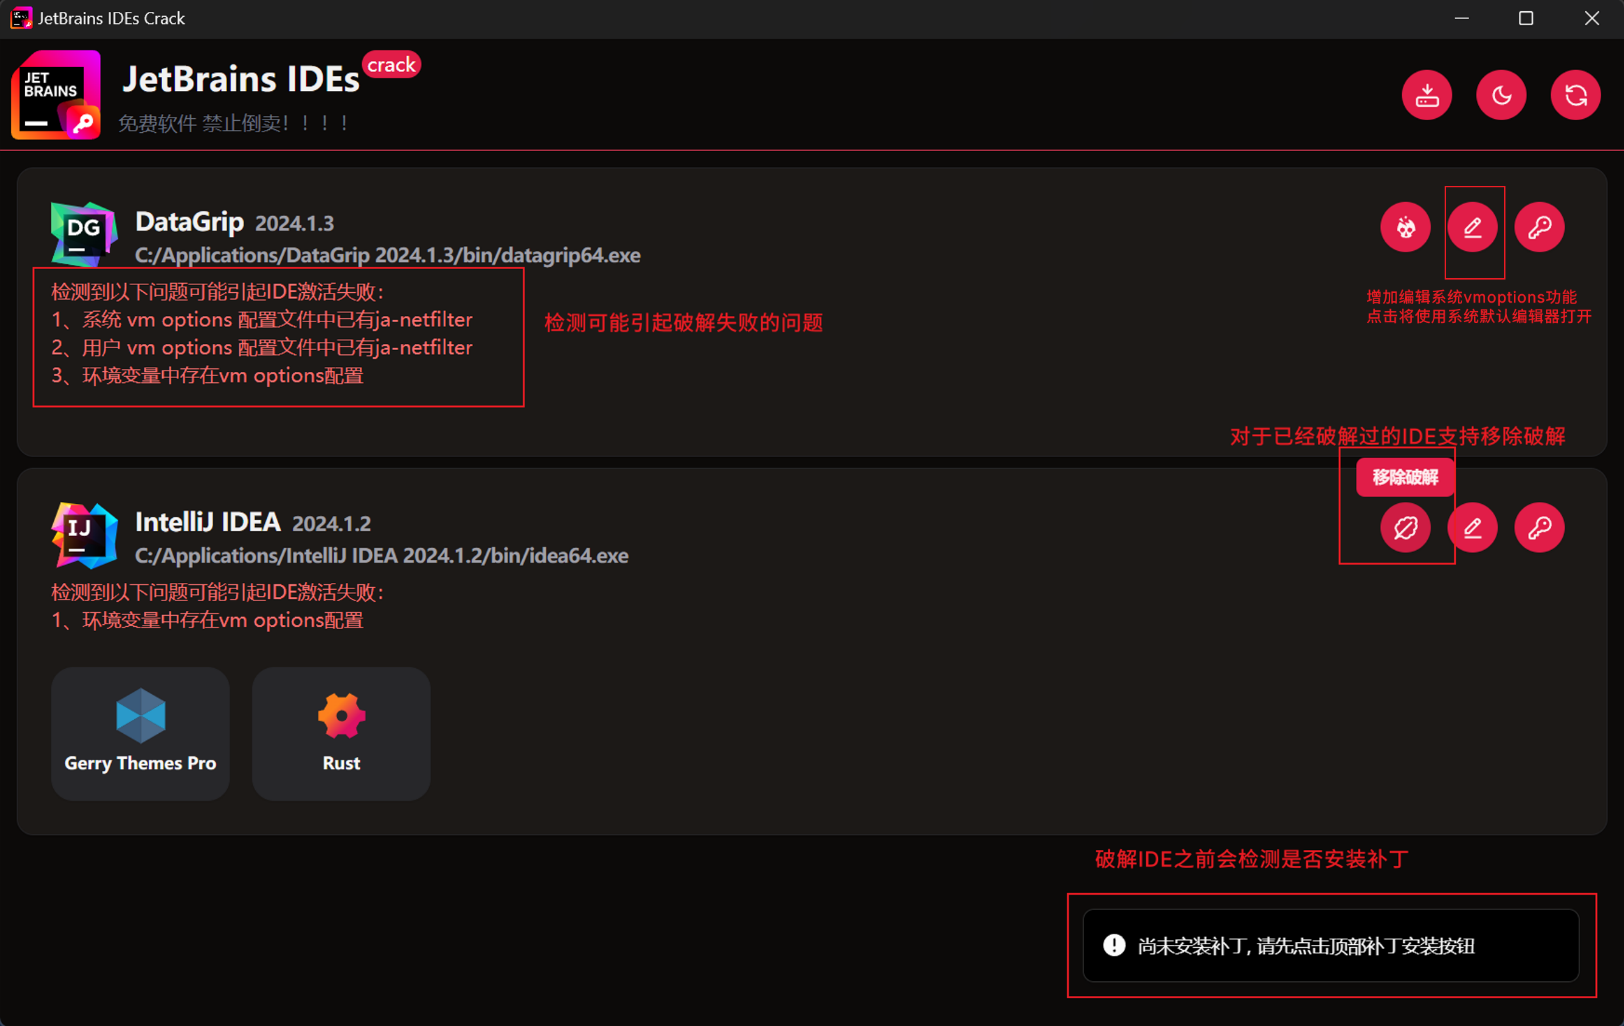 JetBrains IDEs Crack
JET
BRAINS
JetBrains IDEs crack
免费软件 禁止倒卖！！！！
DG
DataGrip 2024.1.3
C:/Applications/DataGrip 2024.1.3/bin/datagrip64.exe
检测到以下问题可能引起IDE激活失败：
1、系统 vm options 配置文件中已有ja-netfilter
2、用户 vm options 配置文件中已有ja-netfilter
3、环境变量中存在vm options配置
检测可能引起破解失败的问题
增加编辑系统vmoptions功能
点击将使用系统默认编辑器打开
对于已经破解过的IDE支持移除破解
移除破解
IJ
IntelliJ IDEA 2024.1.2
C:/Applications/IntelliJ IDEA 2024.1.2/bin/idea64.exe
检测到以下问题可能引起IDE激活失败：
1、环境变量中存在vm options配置
Gerry Themes Pro
Rust
破解IDE之前会检测是否安装补丁
尚未安装补丁, 请先点击顶部补丁安装按钮